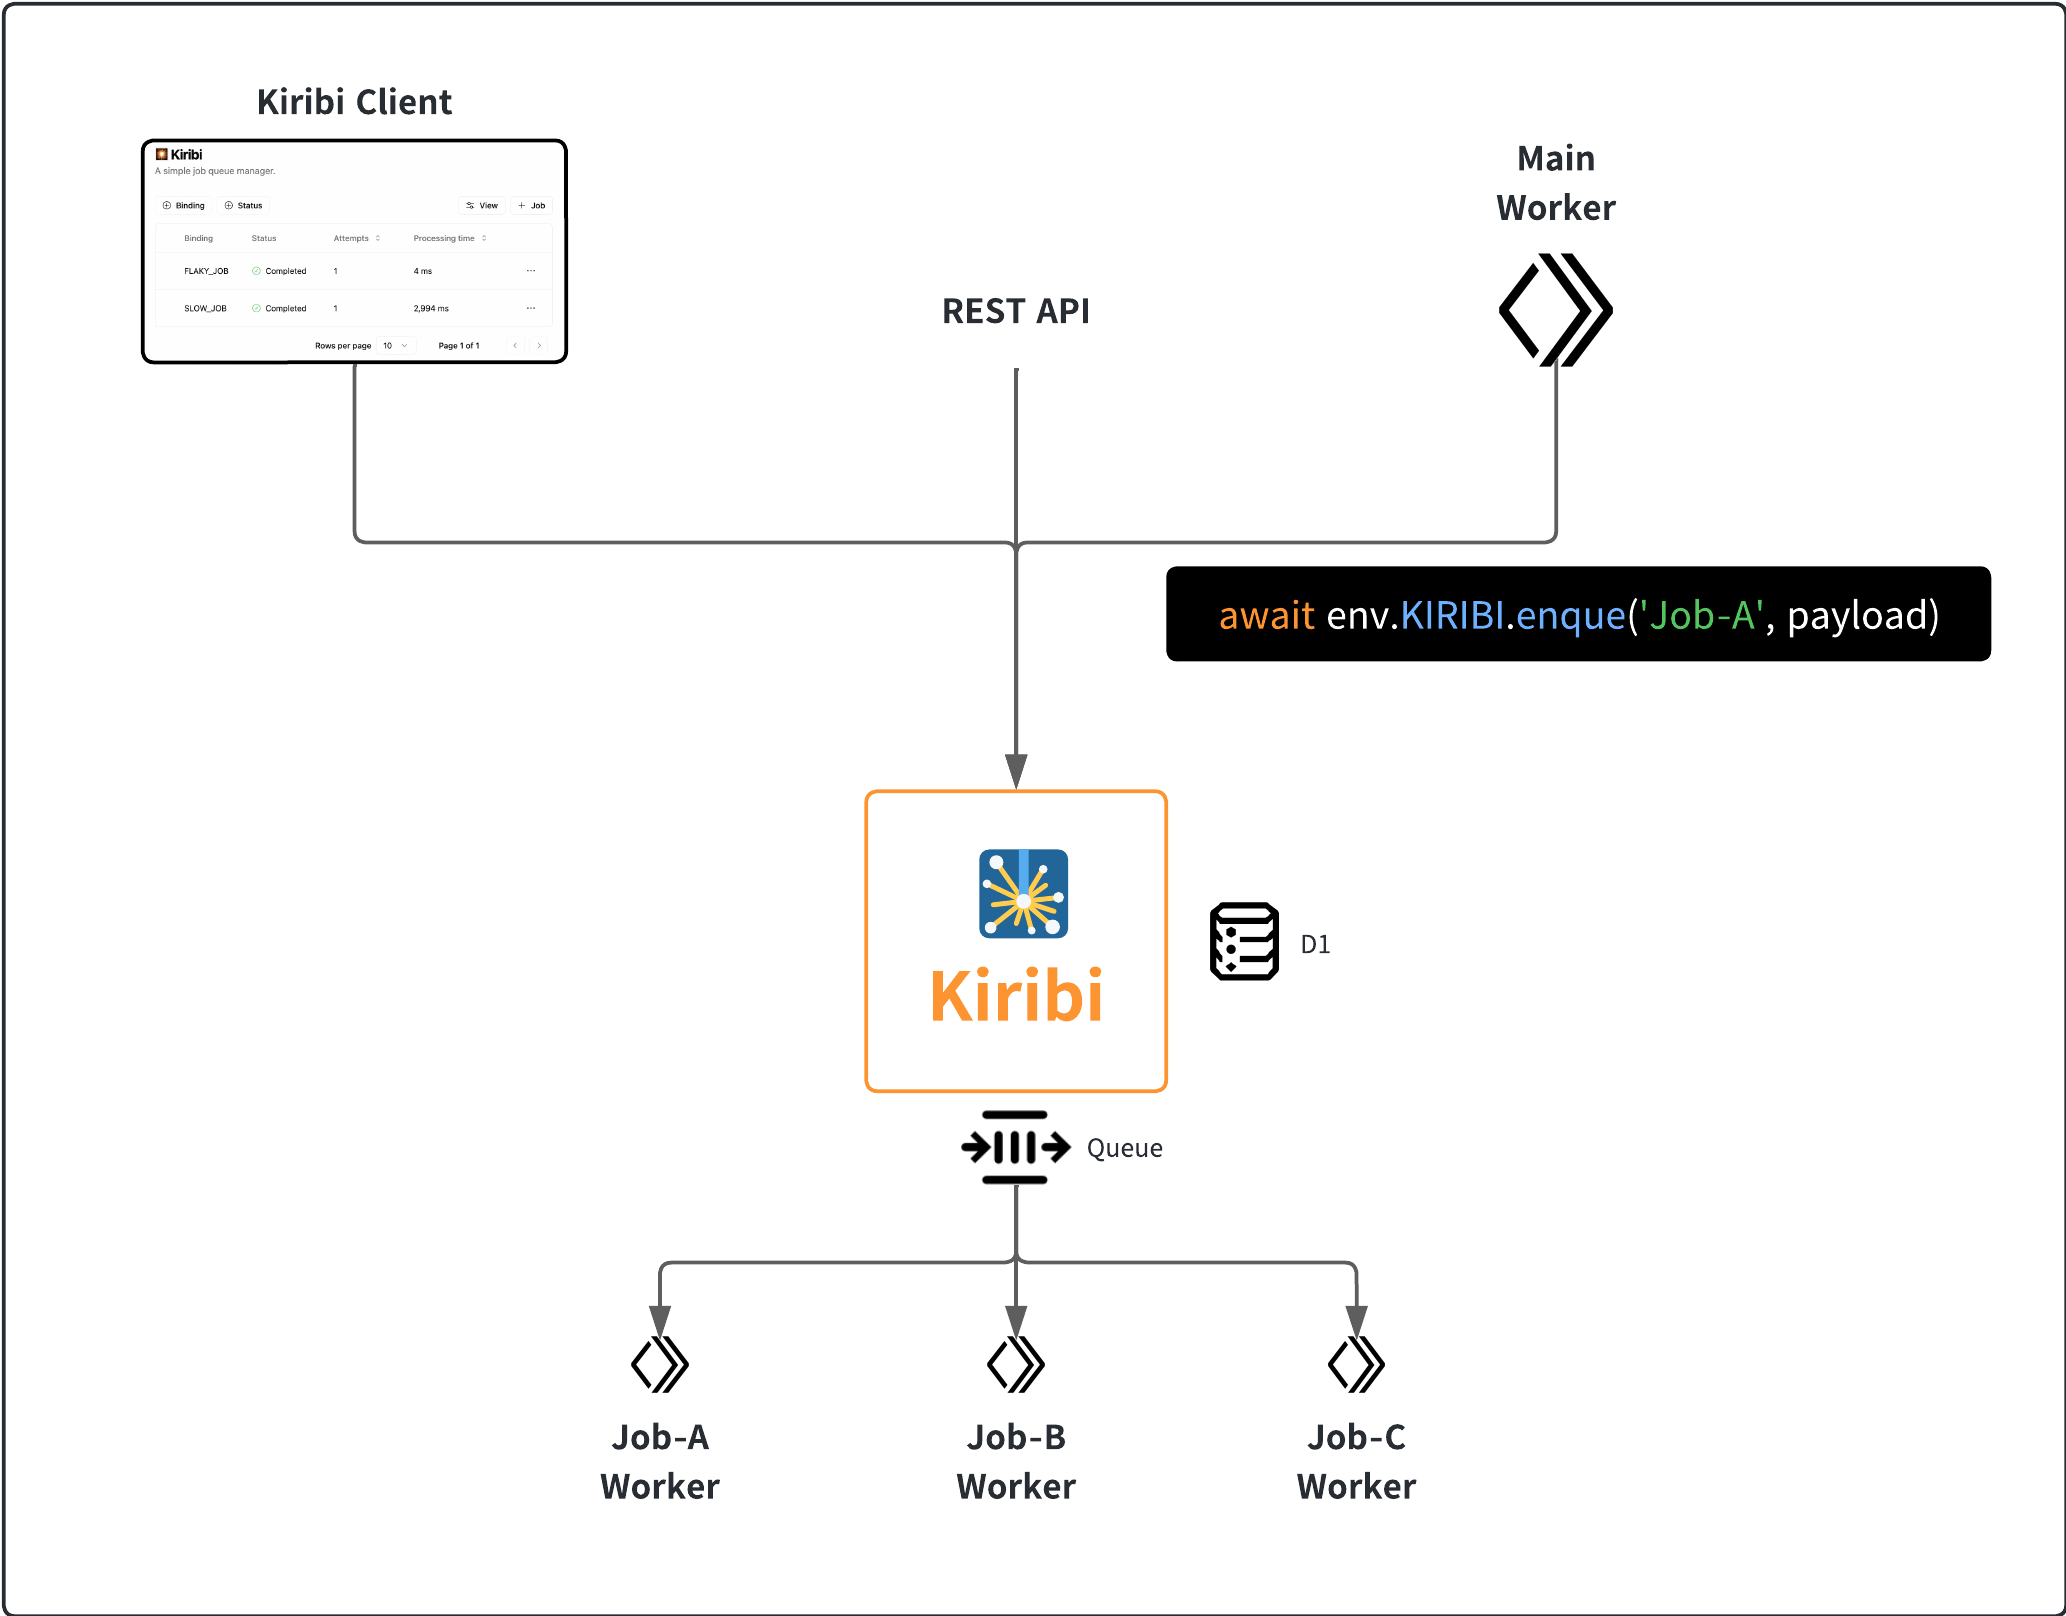 Kiribi Client
Kiribi
A simple job queue manager.
Binding Status View Job
Binding Status Attempts Processing time
FLAKY_JOB Completed 1 4 ms
SLOW_JOB Completed 1 2,994 ms
Rows per page 10 Page 1 of 1
REST API
Main
Worker
await env.KIRIBI.enque('Job-A', payload)
Kiribi
D1
Queue
Job-A
Worker
Job-B
Worker
Job-C
Worker